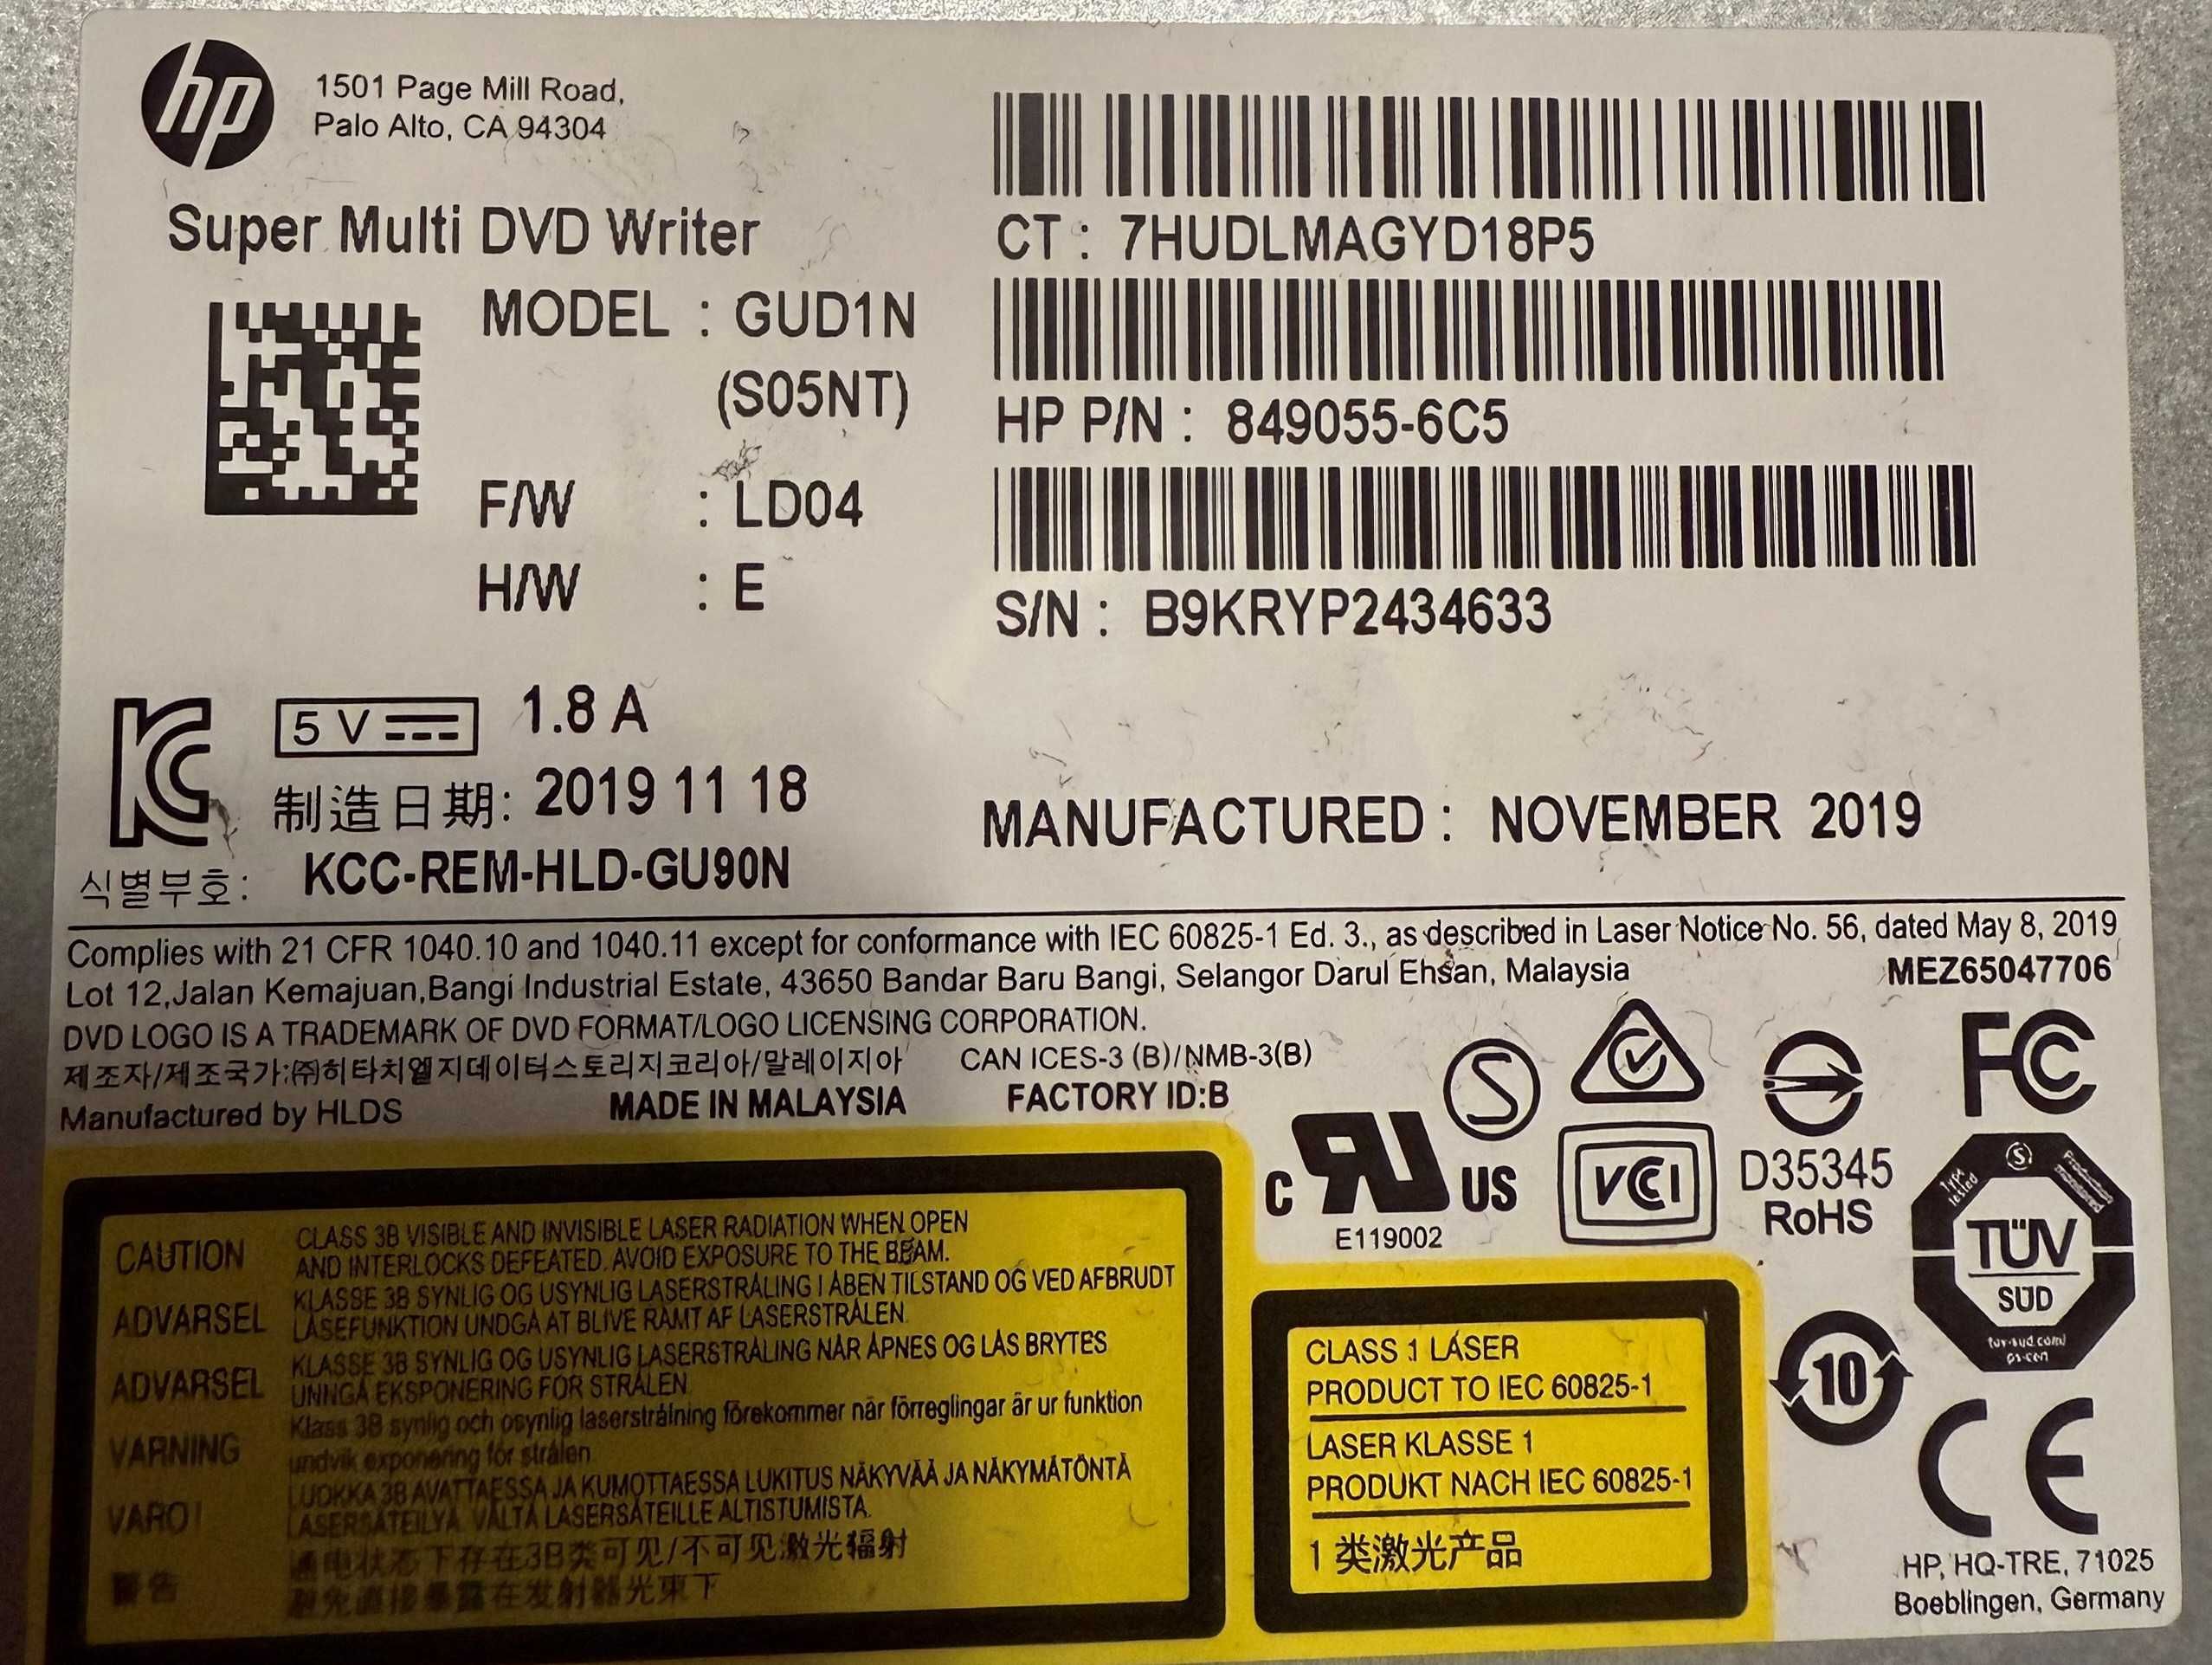 hp
1501 Page Mill Road,
Palo Alto, CA 94304
Super Multi DVD Writer
MODEL : GUD1N
(S05NT)
F/W : LD04
H/W : E
CT : 7HUDLMAGYD18P5
HP P/N : 849055-6C5
S/N : B9KRYP2434633
5 V 1.8 A
制造日期: 2019 11 18
식별부호: KCC-REM-HLD-GU90N
MANUFACTURED : NOVEMBER 2019
Complies with 21 CFR 1040.10 and 1040.11 except for conformance with IEC 60825-1 Ed. 3., as described in Laser Notice No. 56, dated May 8, 2019
Lot 12,Jalan Kemajuan,Bangi Industrial Estate, 43650 Bandar Baru Bangi, Selangor Darul Ehsan, Malaysia
MEZ65047706
DVD LOGO IS A TRADEMARK OF DVD FORMAT/LOGO LICENSING CORPORATION.
제조자/제조국가:㈜히타치엘지데이터스토리지코리아/말레이지아
CAN ICES-3 (B)/NMB-3(B)
Manufactured by HLDS
MADE IN MALAYSIA
FACTORY ID:B
FC
S
C RU US
E119002
VCCI
D35345
RoHS
Type tested
S
Production monitored
TÜV
SÜD
tuv-sud.com/
ps-cert
10
CE
HP, HQ-TRE, 71025
Boeblingen, Germany
CAUTION CLASS 3B VISIBLE AND INVISIBLE LASER RADIATION WHEN OPEN
AND INTERLOCKS DEFEATED. AVOID EXPOSURE TO THE BEAM.
ADVARSEL KLASSE 3B SYNLIG OG USYNLIG LASERSTRÅLING I ÅBEN TILSTAND OG VED AFBRUDT
LÅSEFUNKTION UNDGÅ AT BLIVE RAMT AF LASERSTRÅLEN.
ADVARSEL KLASSE 3B SYNLIG OG USYNLIG LASERSTRÅLING NÅR ÅPNES OG LÅS BRYTES
UNNGÅ EKSPONERING FOR STRÅLEN
VARNING Klass 3B synlig och osynlig laserstrålning förekommer när förreglingar är ur funktion
undvik exponering för strålen
VARO! LUOKKA 3B AVATTAESSA JA KUMOTTAESSA LUKITUS NÄKYVÄÄ JA NÄKYMÄTÖNTÄ
LASERSÄTEILYÄ. VÄLTÄ LASERSÄTEILLE ALTISTUMISTA.
警告 通电状态下存在3B类可见/不可见激光辐射
避免直接暴露在发射器光束下
CLASS 1 LASER
PRODUCT TO IEC 60825-1
LASER KLASSE 1
PRODUKT NACH IEC 60825-1
1 类激光产品